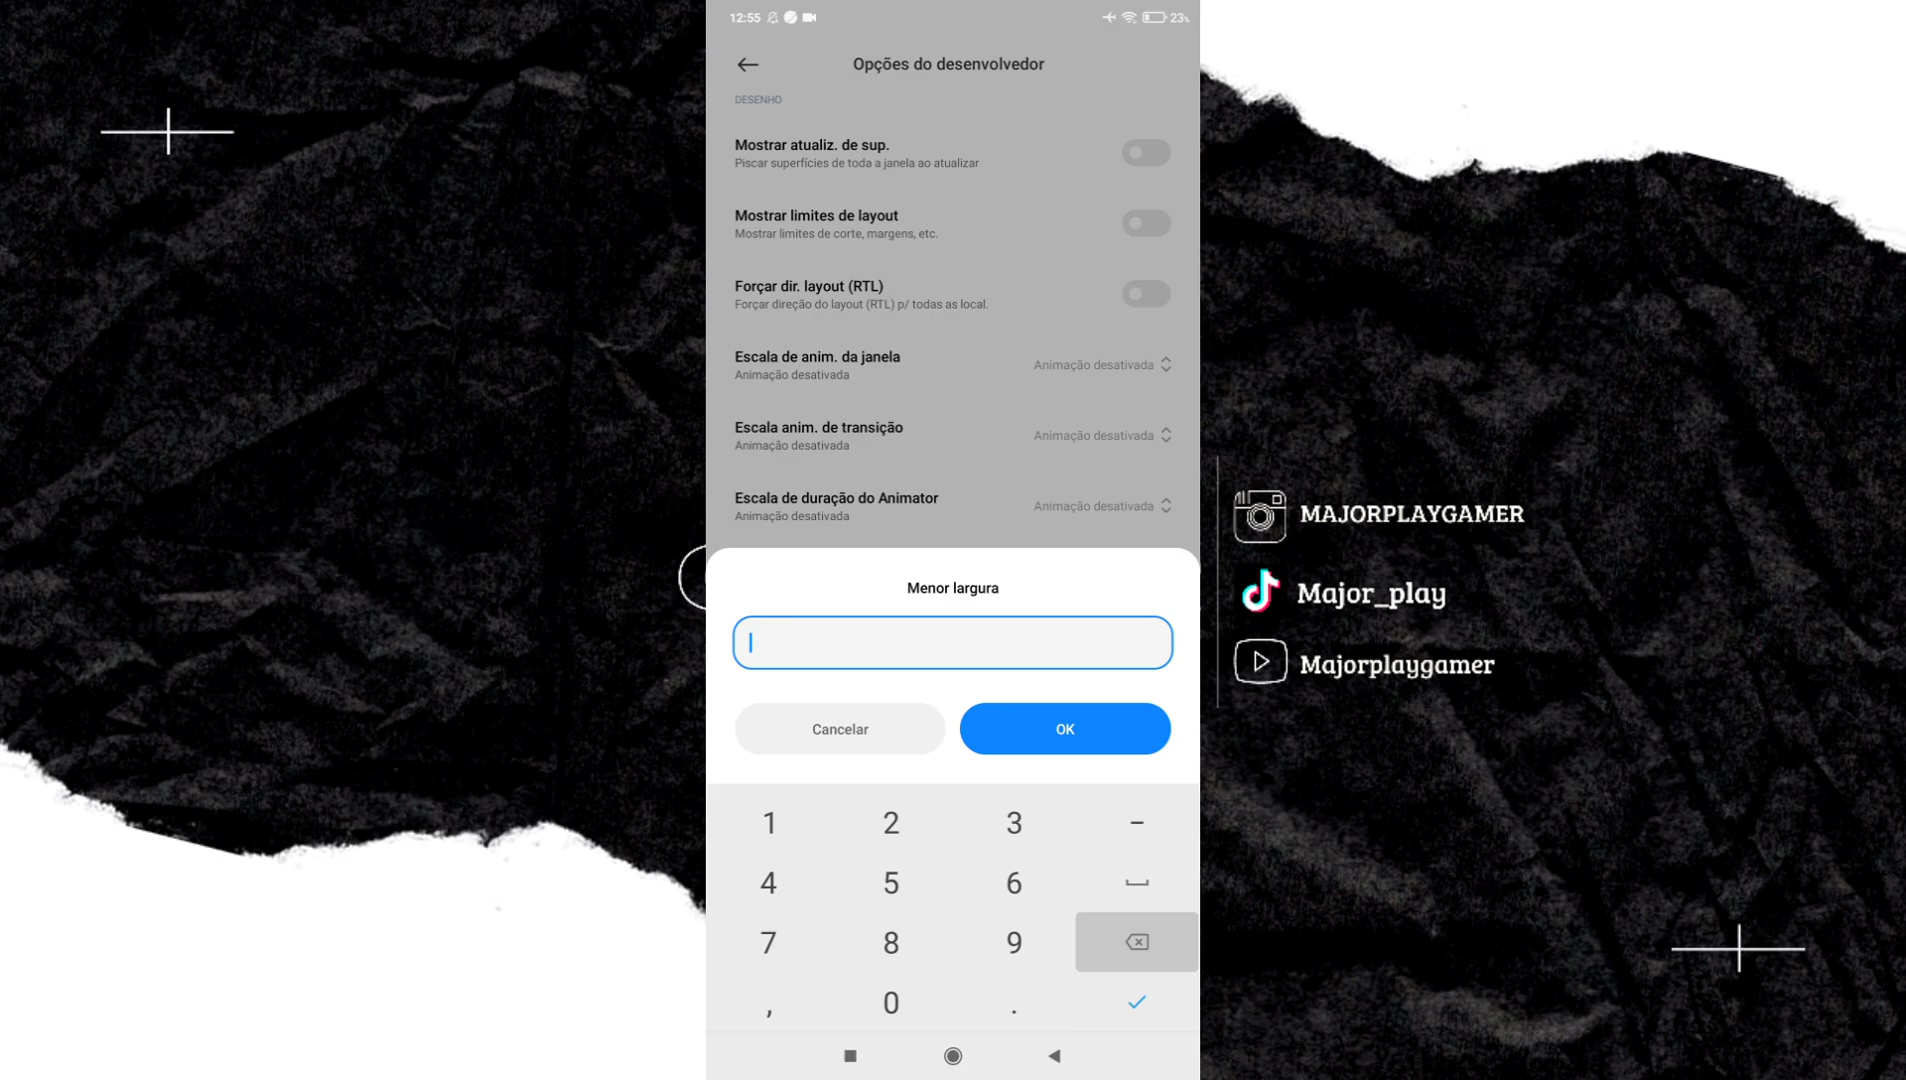 12:55
23%
Opções do desenvolvedor
DESENHO
Mostrar atualiz. de sup.
Piscar superfícies de toda a janela ao atualizar
Mostrar limites de layout
Mostrar limites de corte, margens, etc.
Forçar dir. layout (RTL)
Forçar direção do layout (RTL) p/ todas as local.
Escala de anim. da janela
Animação desativada
Animação desativada
Escala anim. de transição
Animação desativada
Animação desativada
Escala de duração do Animator
Animação desativada
Animação desativada
Menor largura
Cancelar
OK
1 2 3 -
4 5 6
7 8 9
, 0 .
MAJORPLAYGAMER
Major_play
Majorplaygamer